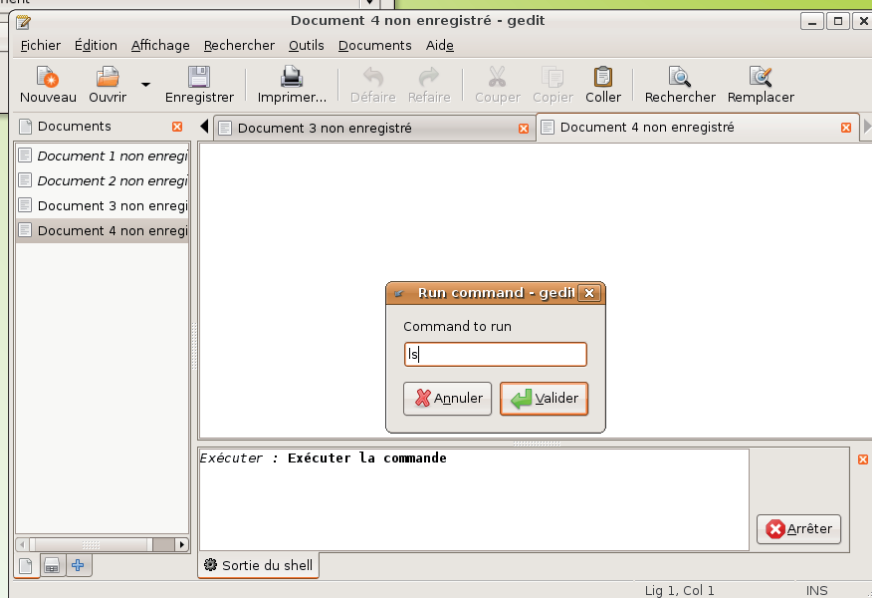 Document 4 non enregistré - gedit
Fichier Édition Affichage Rechercher Outils Documents Aide
Nouveau Ouvrir Enregistrer Imprimer... Défaire Refaire Couper Copier Coller Rechercher Remplacer
Documents
Document 3 non enregistré
Document 4 non enregistré
Document 1 non enregi
Document 2 non enregi
Document 3 non enregi
Document 4 non enregi
Run command - gedit
Command to run
ls
Annuler Valider
Exécuter : Exécuter la commande
Arrêter
Sortie du shell
Lig 1, Col 1 INS